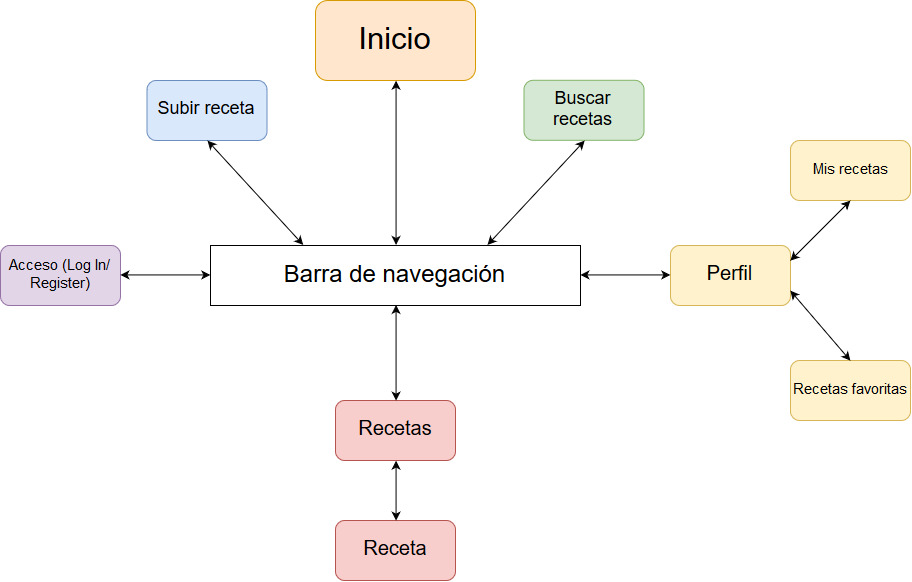 Inicio
Subir receta
Buscar
recetas
Mis recetas
Acceso (Log In/
Register)
Barra de navegación
Perfil
Recetas favoritas
Recetas
Receta